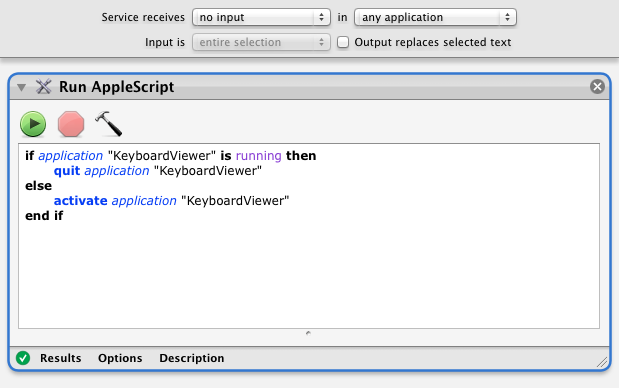 Service receives no input in any application
Input is entire selection Output replaces selected text
Run AppleScript
if application "KeyboardViewer" is running then
quit application "KeyboardViewer"
else
activate application "KeyboardViewer"
end if
Results Options Description